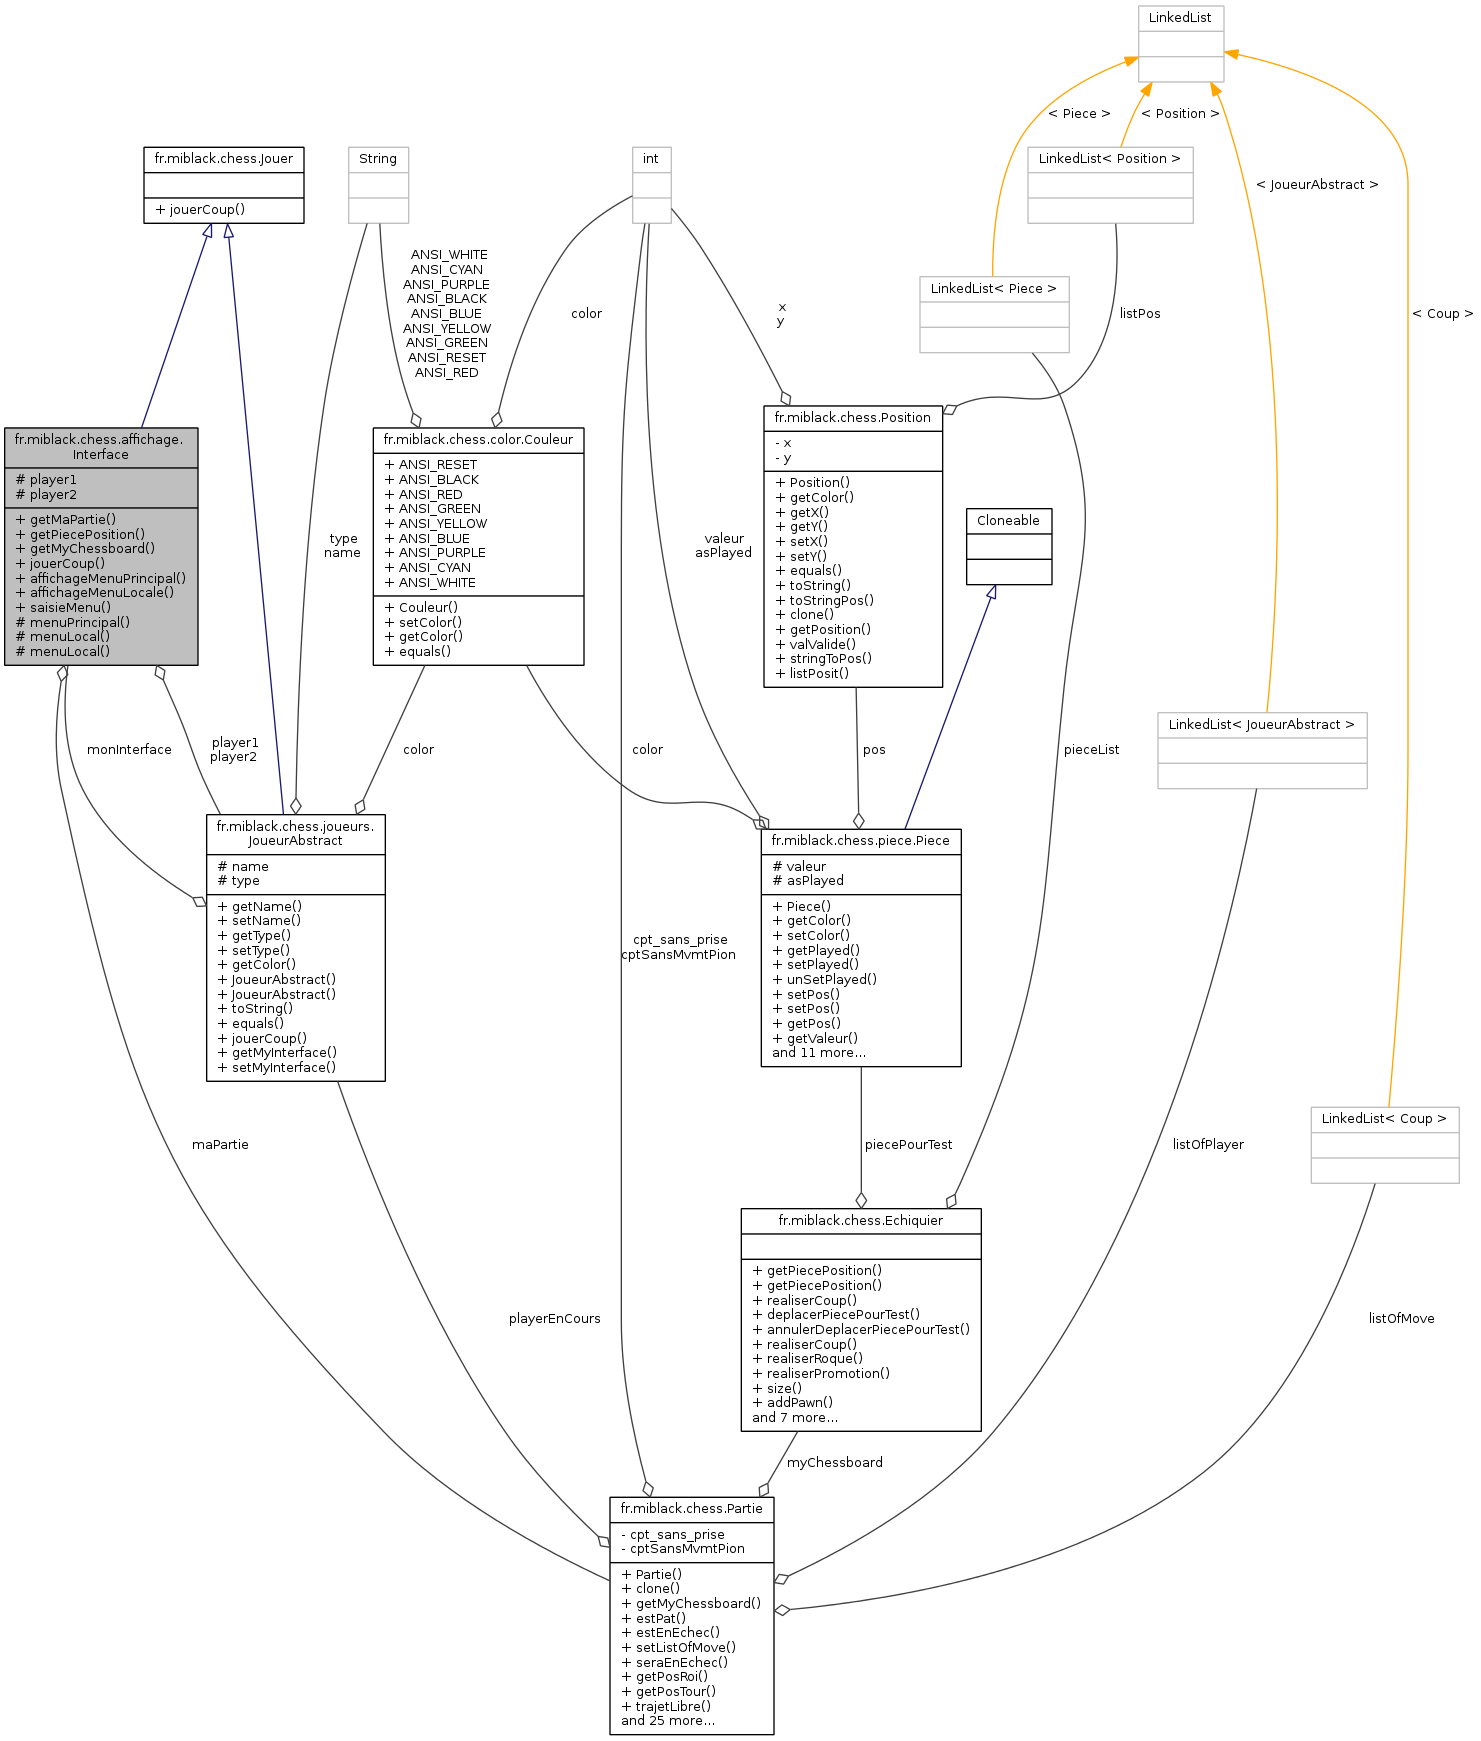 LinkedList
< Piece >
< Position >
fr.miblack.chess.Jouer
+ jouerCoup()
String
int
LinkedList< Position >
< JoueurAbstract >
ANSI_WHITE
ANSI_CYAN
ANSI_PURPLE
ANSI_BLACK
ANSI_BLUE
ANSI_YELLOW
ANSI_GREEN
ANSI_RESET
ANSI_RED
color
x
y
LinkedList< Piece >
listPos
< Coup >
fr.miblack.chess.affichage.
Interface
# player1
# player2
+ getMaPartie()
+ getPiecePosition()
+ getMyChessboard()
+ jouerCoup()
+ affichageMenuPrincipal()
+ affichageMenuLocale()
+ saisieMenu()
# menuPrincipal()
# menuLocal()
# menuLocal()
type
name
fr.miblack.chess.color.Couleur
+ ANSI_RESET
+ ANSI_BLACK
+ ANSI_RED
+ ANSI_GREEN
+ ANSI_YELLOW
+ ANSI_BLUE
+ ANSI_PURPLE
+ ANSI_CYAN
+ ANSI_WHITE
+ Couleur()
+ setColor()
+ getColor()
+ equals()
valeur
asPlayed
fr.miblack.chess.Position
- x
- y
+ Position()
+ getColor()
+ getX()
+ getY()
+ setX()
+ setY()
+ equals()
+ toString()
+ toStringPos()
+ clone()
+ getPosition()
+ valValide()
+ stringToPos()
+ listPosit()
Cloneable
monInterface
player1
player2
color
color
pos
pieceList
LinkedList< JoueurAbstract >
fr.miblack.chess.joueurs.
JoueurAbstract
# name
# type
+ getName()
+ setName()
+ getType()
+ setType()
+ getColor()
+ JoueurAbstract()
+ JoueurAbstract()
+ toString()
+ equals()
+ jouerCoup()
+ getMyInterface()
+ setMyInterface()
cpt_sans_prise
cptSansMvmtPion
fr.miblack.chess.piece.Piece
# valeur
# asPlayed
+ Piece()
+ getColor()
+ setColor()
+ getPlayed()
+ setPlayed()
+ unSetPlayed()
+ setPos()
+ setPos()
+ getPos()
+ getValeur()
and 11 more...
maPartie
piecePourTest
listOfPlayer
LinkedList< Coup >
fr.miblack.chess.Echiquier
+ getPiecePosition()
+ getPiecePosition()
+ realiserCoup()
+ deplacerPiecePourTest()
+ annulerDeplacerPiecePourTest()
+ realiserCoup()
+ realiserRoque()
+ realiserPromotion()
+ size()
+ addPawn()
and 7 more...
playerEnCours
listOfMove
myChessboard
fr.miblack.chess.Partie
- cpt_sans_prise
- cptSansMvmtPion
+ Partie()
+ clone()
+ getMyChessboard()
+ estPat()
+ estEnEchec()
+ setListOfMove()
+ seraEnEchec()
+ getPosRoi()
+ getPosTour()
+ trajetLibre()
and 25 more...